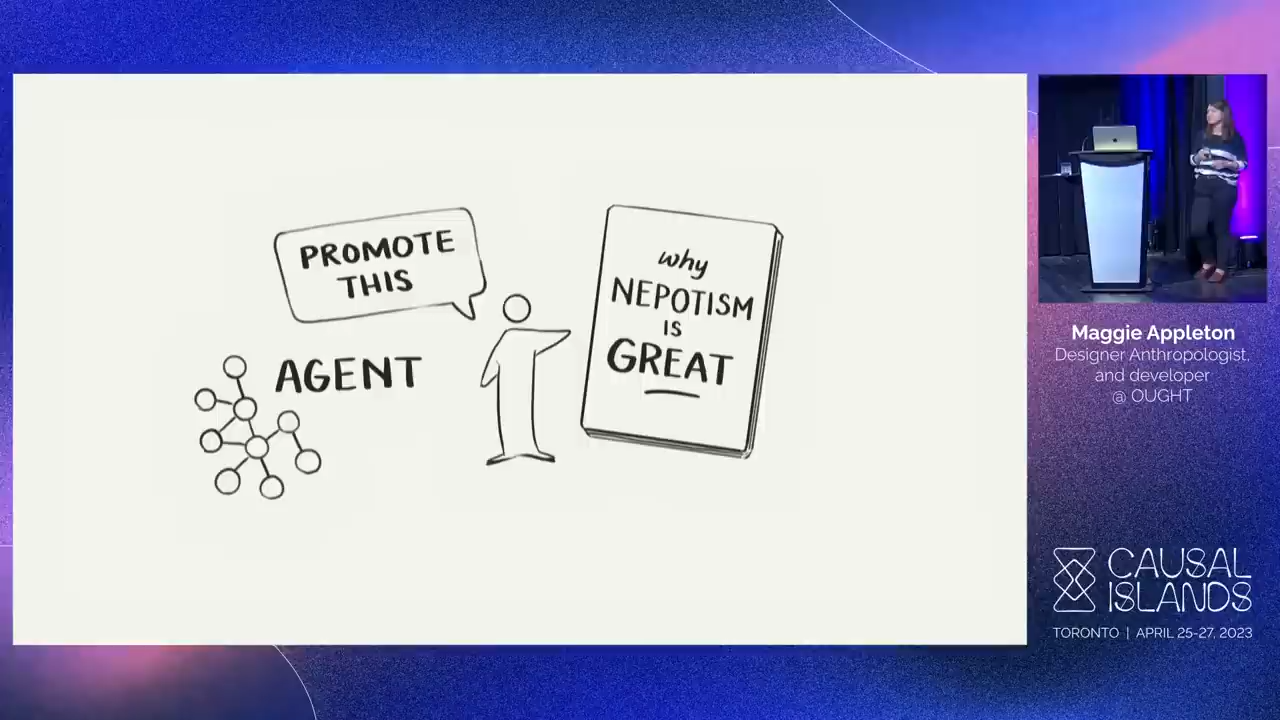 PROMOTE
THIS
AGENT
why
NEPOTISM
IS
GREAT
Maggie Appleton
Designer Anthropologist,
and developer
@ OUGHT
CAUSAL
ISLANDS
TORONTO | APRIL 25-27, 2023